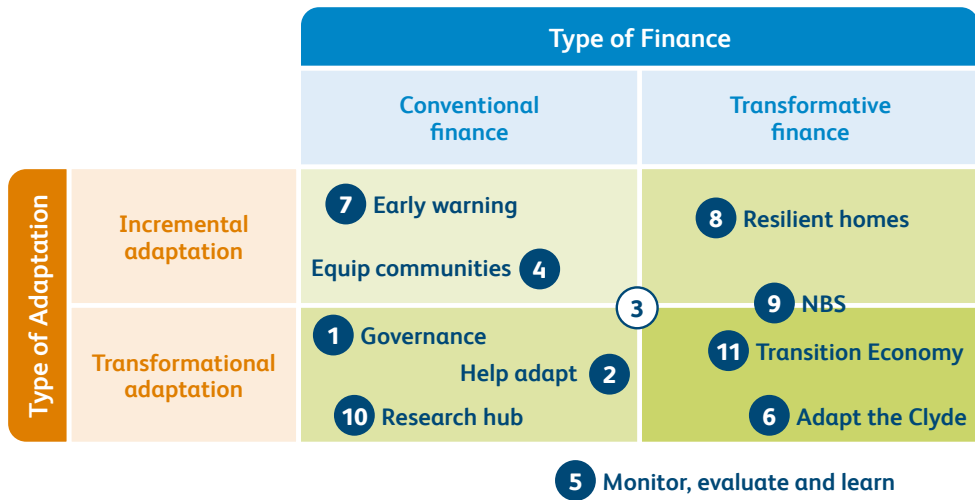 Type of Finance
Conventional
finance
Transformative
finance
Type of Adaptation
Incremental
adaptation
7 Early warning
8 Resilient homes
Equip communities 4
3
9 NBS
Transformational
adaptation
1 Governance
11 Transition Economy
Help adapt 2
10 Research hub
6 Adapt the Clyde
5 Monitor, evaluate and learn